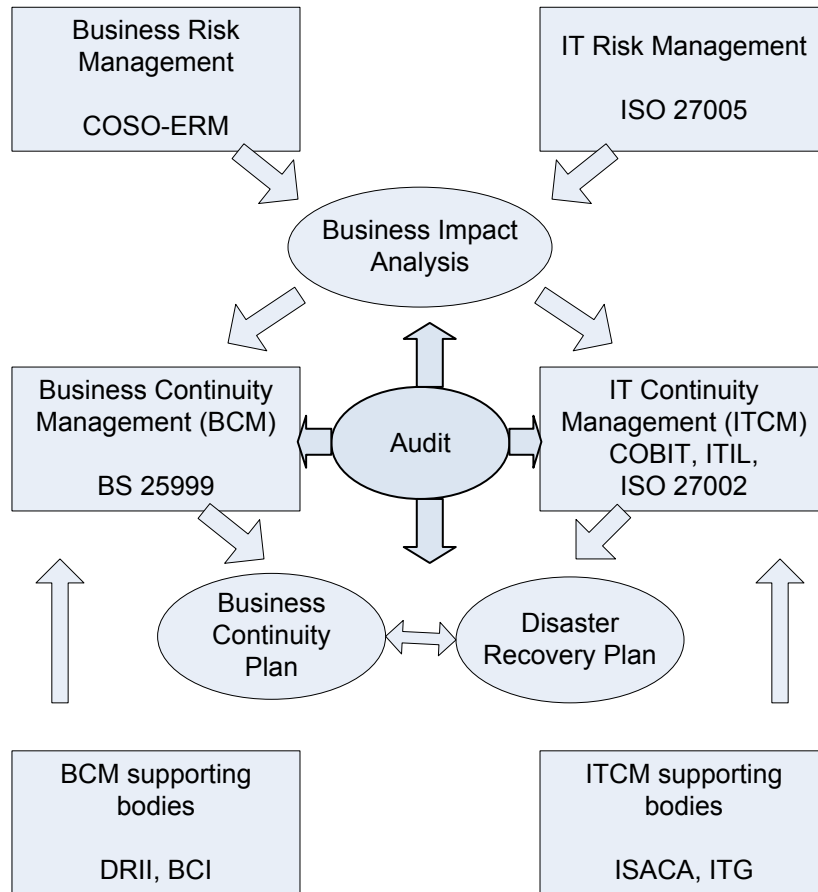 Business Risk
Management
COSO-ERM
IT Risk Management
ISO 27005
Business Impact
Analysis
Business Continuity
Management (BCM)
BS 25999
Audit
IT Continuity
Management (ITCM)
COBIT, ITIL,
ISO 27002
Business
Continuity
Plan
Disaster
Recovery Plan
BCM supporting
bodies
DRII, BCI
ITCM supporting
bodies
ISACA, ITG